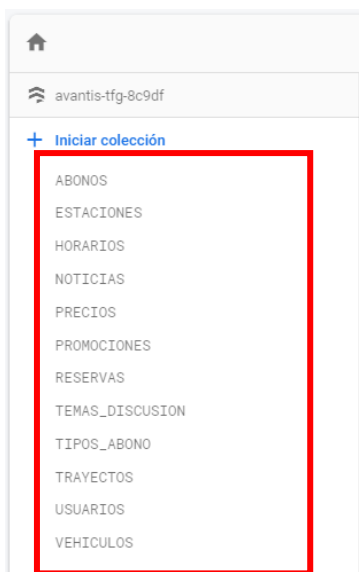 avantis-tfg-8c9df
+ Iniciar colección
ABONOS
ESTACIONES
HORARIOS
NOTICIAS
PRECIOS
PROMOCIONES
RESERVAS
TEMAS_DISCUSION
TIPOS_ABONO
TRAYECTOS
USUARIOS
VEHICULOS